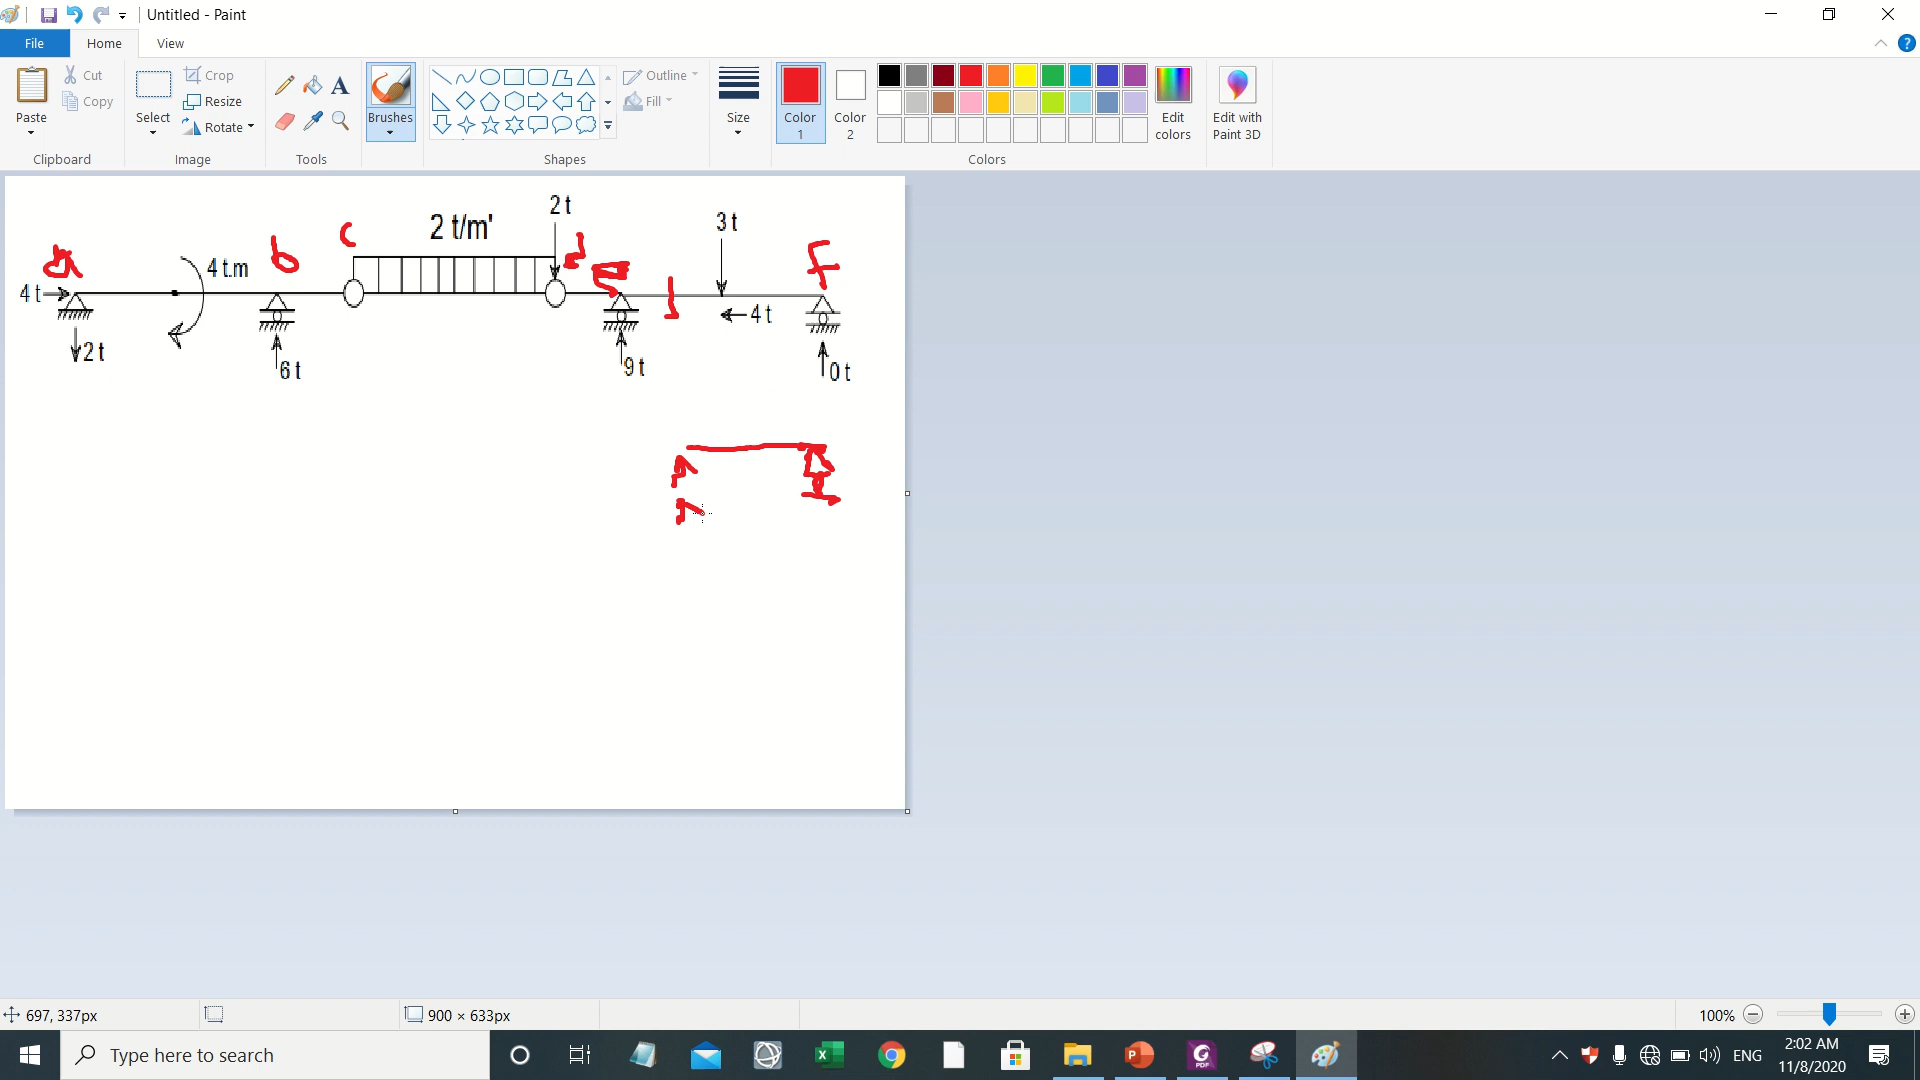 Untitled - Paint
File Home View
Paste
Cut
Copy
Clipboard
Select
Crop
Resize
Rotate
Image
Tools
Brushes
Shapes
Outline
Fill
Size
Color 1
Color 2
Colors
Edit colors
Edit with Paint 3D
2 t
3 t
2 t/m'
a b c d f
4 t.m
4 t
4 t
2 t
6 t
9 t
0 t
697, 337px
900 × 633px
100%
Type here to search
ENG
2:02 AM
11/8/2020